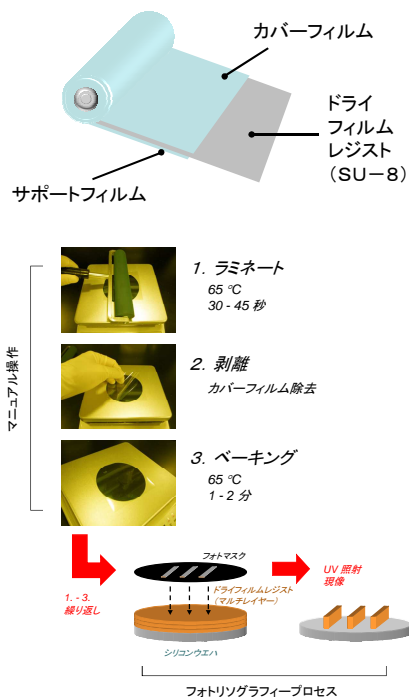 カバーフィルム
ドライ
フィルム
レジスト
(SU－8)
サポートフィルム
マニュアル操作
1. ラミネート
65 ℃
30 - 45 秒
2. 剥離
カバーフィルム除去
3. ベーキング
65 ℃
1 - 2 分
1. - 3.
繰り返し
フォトマスク
ドライフィルムレジスト
(マルチレイヤー)
シリコンウエハ
UV 照射
現像
フォトリソグラフィープロセス